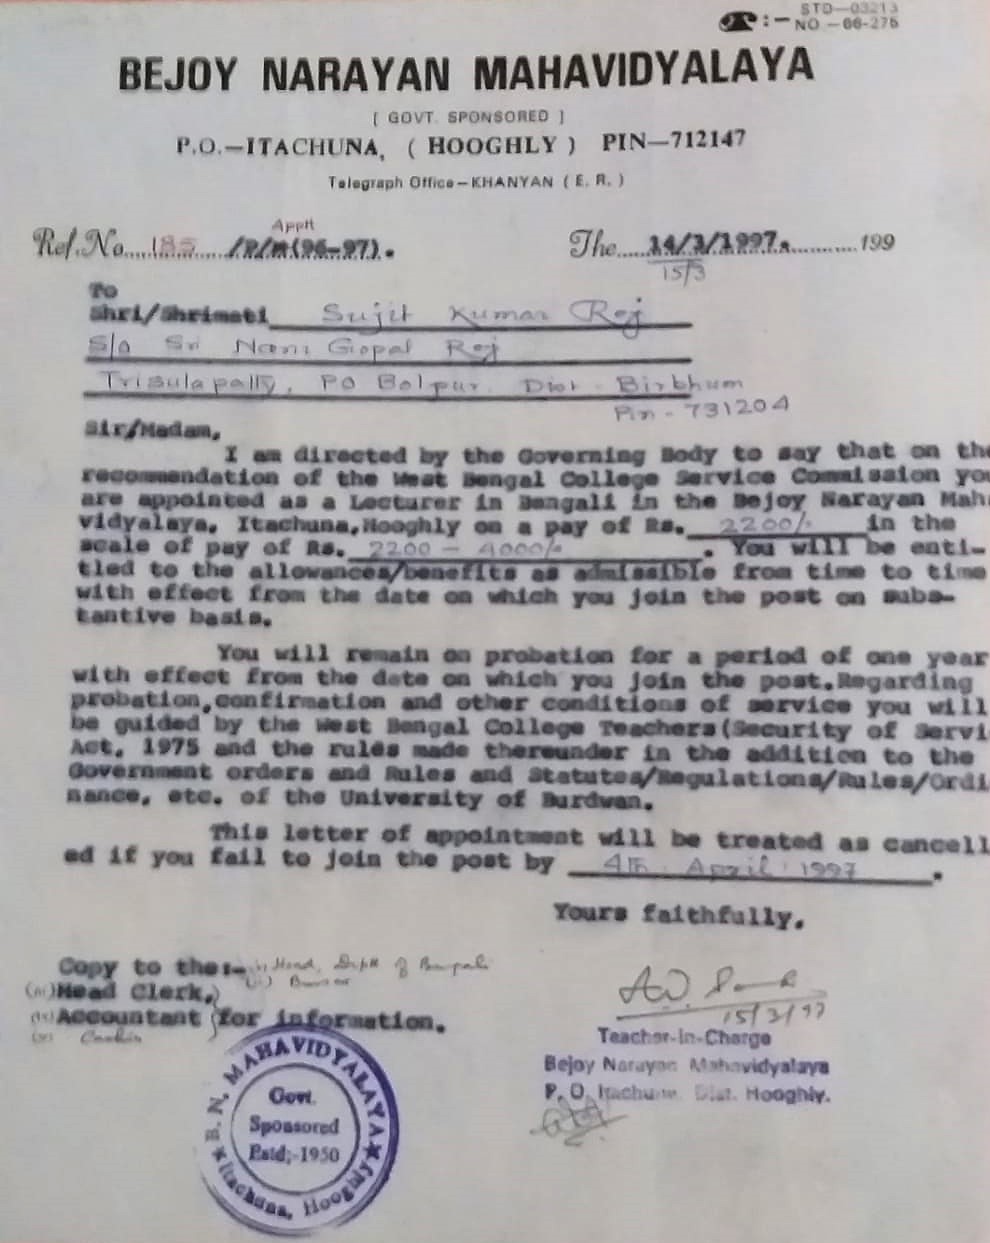 STD—03213
:— NO —66-276
BEJOY NARAYAN MAHAVIDYALAYA
[ GOVT. SPONSORED ]
P.O.—ITACHUNA, ( HOOGHLY ) PIN—712147
Telegraph Office—KHANYAN ( E. R. )
Apptt
Ref. No.....185...../P/M(96-97). The.....14/3/1997...........199
15/3
To
Shri/Shrimati Sujit Kumar Roj
S/o Sri Nani Gopal Roj
Trisulapally, PO Bolpur. Dist - Birbhum
Pin - 731204
Sir/Madam,
I am directed by the Governing Body to say that on the
recommendation of the West Bengal College Service Commission you
are appointed as a Lecturer in Bengali in the Bejoy Narayan Maha
vidyalaya, Itachuna,Hooghly on a pay of Rs. 2200/- in the
scale of pay of Rs. 2200 - 4000/-. You will be enti-
tled to the allowances/benefits as admissible from time to time
with effect from the date on which you join the post on subs-
tantive basis.
You will remain on probation for a period of one year
with effect from the date on which you join the post.Regarding
probation,confirmation and other conditions of service you will
be guided by the West Bengal College Teachers(Security of Servi
Act, 1975 and the rules made thereunder in the addition to the
Government orders and Rules and Statutes/Regulations/Rules/Ordi
nance, etc. of the University of Burdwan.
This letter of appointment will be treated as cancell
ed if you fail to join the post by 4th April 1997.
Yours faithfully,
Copy to the:- i) Head, Deptt of Bengali
ii) Bursar
(iii) Head Clerk,
(iv) Accountant for information.
(v) Cashier
15/3/97
Teacher-in-Charge
Bejoy Narayan Mahavidyalaya
P. O. Itachuna. Dist. Hooghly.
B. N. MAHAVIDYALAYA
Govt.
Sponsored
Estd;-1950
★ Itachuna, Hooghly ★